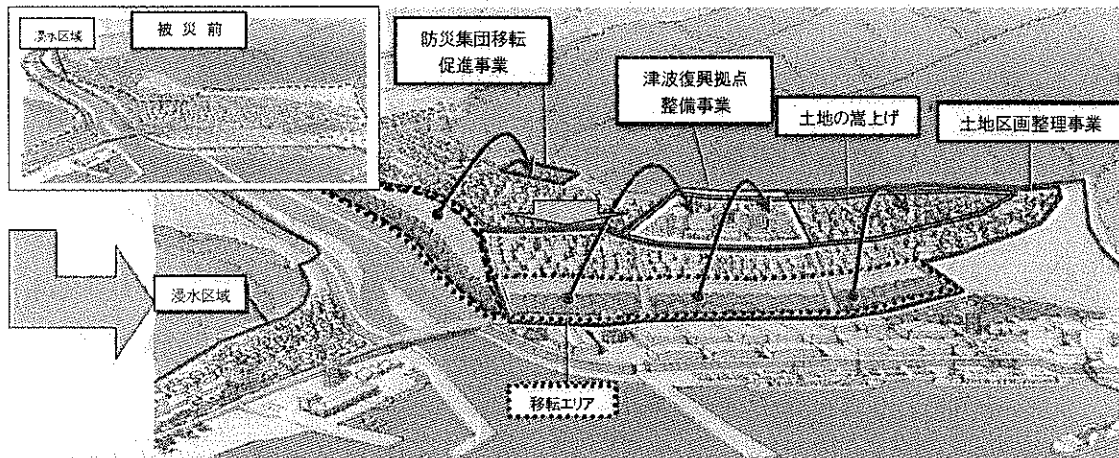 浸水区域
被災前
防災集団移転
促進事業
津波復興拠点
整備事業
土地の嵩上げ
土地区画整理事業
浸水区域
移転エリア